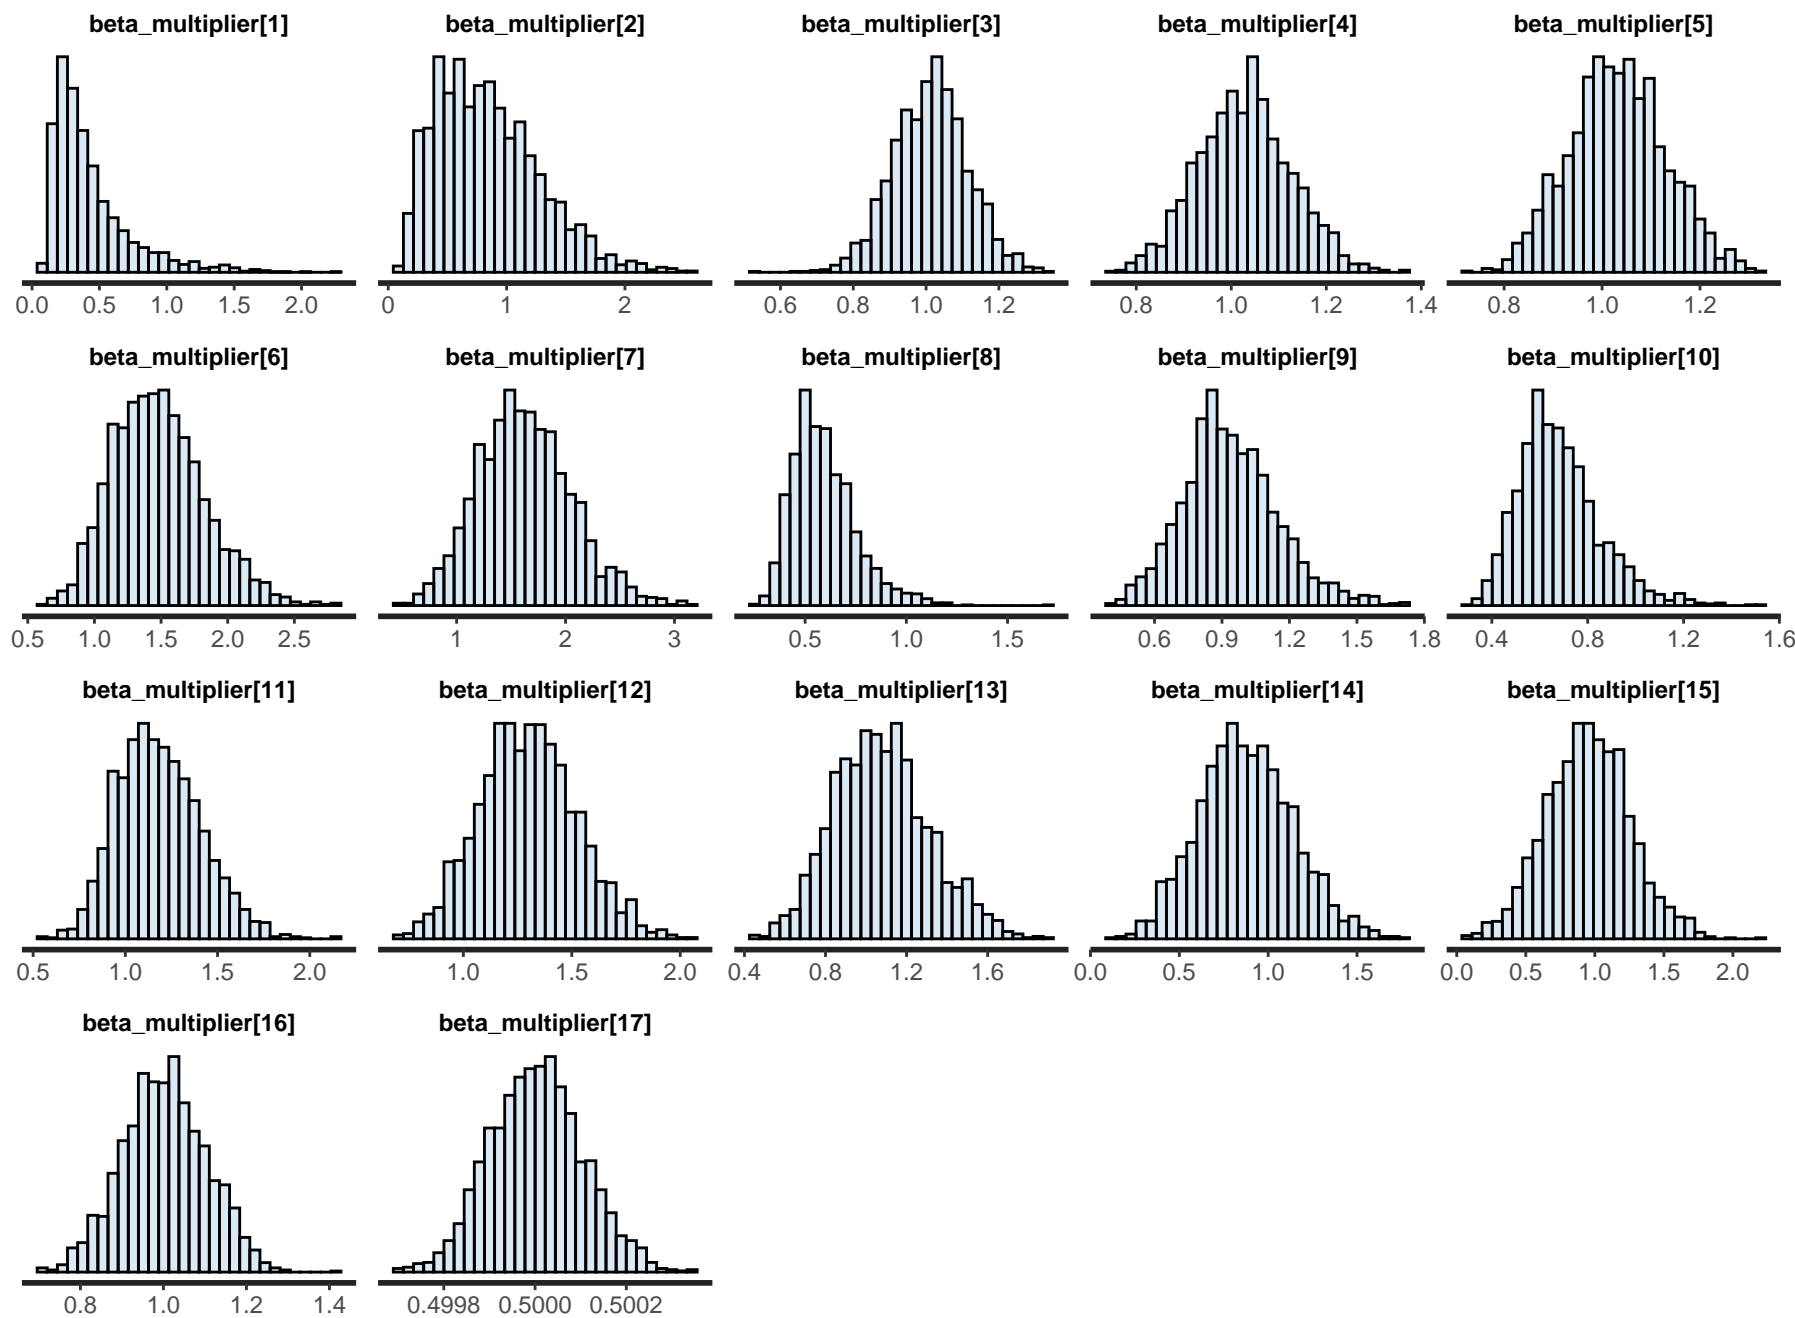 beta_multiplier[1] beta_multiplier[2] beta_multiplier[3] beta_multiplier[4] beta_multiplier[5]
0.0 0.5 1.0 1.5 2.0 0 1 2 0.6 0.8 1.0 1.2 0.8 1.0 1.2 1.4 0.8 1.0 1.2
beta_multiplier[6] beta_multiplier[7] beta_multiplier[8] beta_multiplier[9] beta_multiplier[10]
0.5 1.0 1.5 2.0 2.5 1 2 3 0.5 1.0 1.5 0.6 0.9 1.2 1.5 1.8 0.4 0.8 1.2 1.6
beta_multiplier[11] beta_multiplier[12] beta_multiplier[13] beta_multiplier[14] beta_multiplier[15]
0.5 1.0 1.5 2.0 1.0 1.5 2.0 0.4 0.8 1.2 1.6 0.0 0.5 1.0 1.5 0.0 0.5 1.0 1.5 2.0
beta_multiplier[16] beta_multiplier[17]
0.8 1.0 1.2 1.4 0.4998 0.5000 0.5002